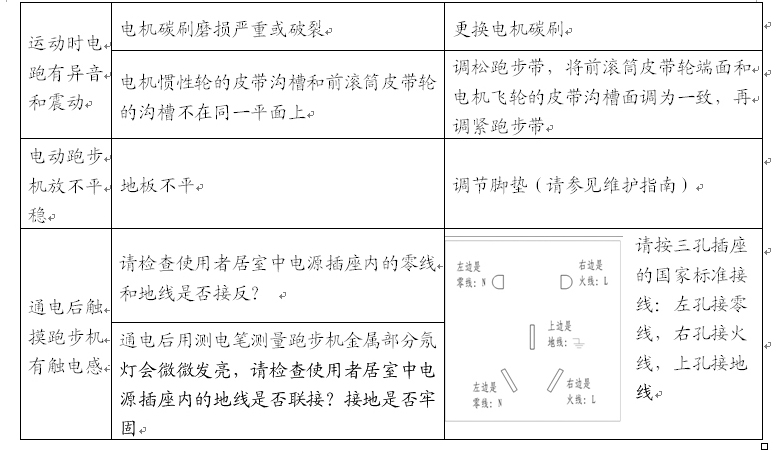 运动时电
跑有异音
和震动
电机碳刷磨损严重或破裂
更换电机碳刷
电机惯性轮的皮带沟槽和前滚筒皮带轮
的沟槽不在同一平面上
调松跑步带，将前滚筒皮带轮端面和
电机飞轮的皮带沟槽面调为一致，再
调紧跑步带
电动跑步
机放不平
稳
地板不平
调节脚垫（请参见维护指南）
通电后触
摸跑步机
有触电感
请检查使用者居室中电源插座内的零线
和地线是否接反？
通电后用测电笔测量跑步机金属部分氖
灯会微微发亮，请检查使用者居室中电
源插座内的地线是否联接？接地是否牢
固
左边是
零线：N
右边是
火线：L
上边是
地线：
左边是
零线：N
右边是
火线：L
请按三孔插座
的国家标准接
线：左孔接零
线，右孔接火
线，上孔接地
线